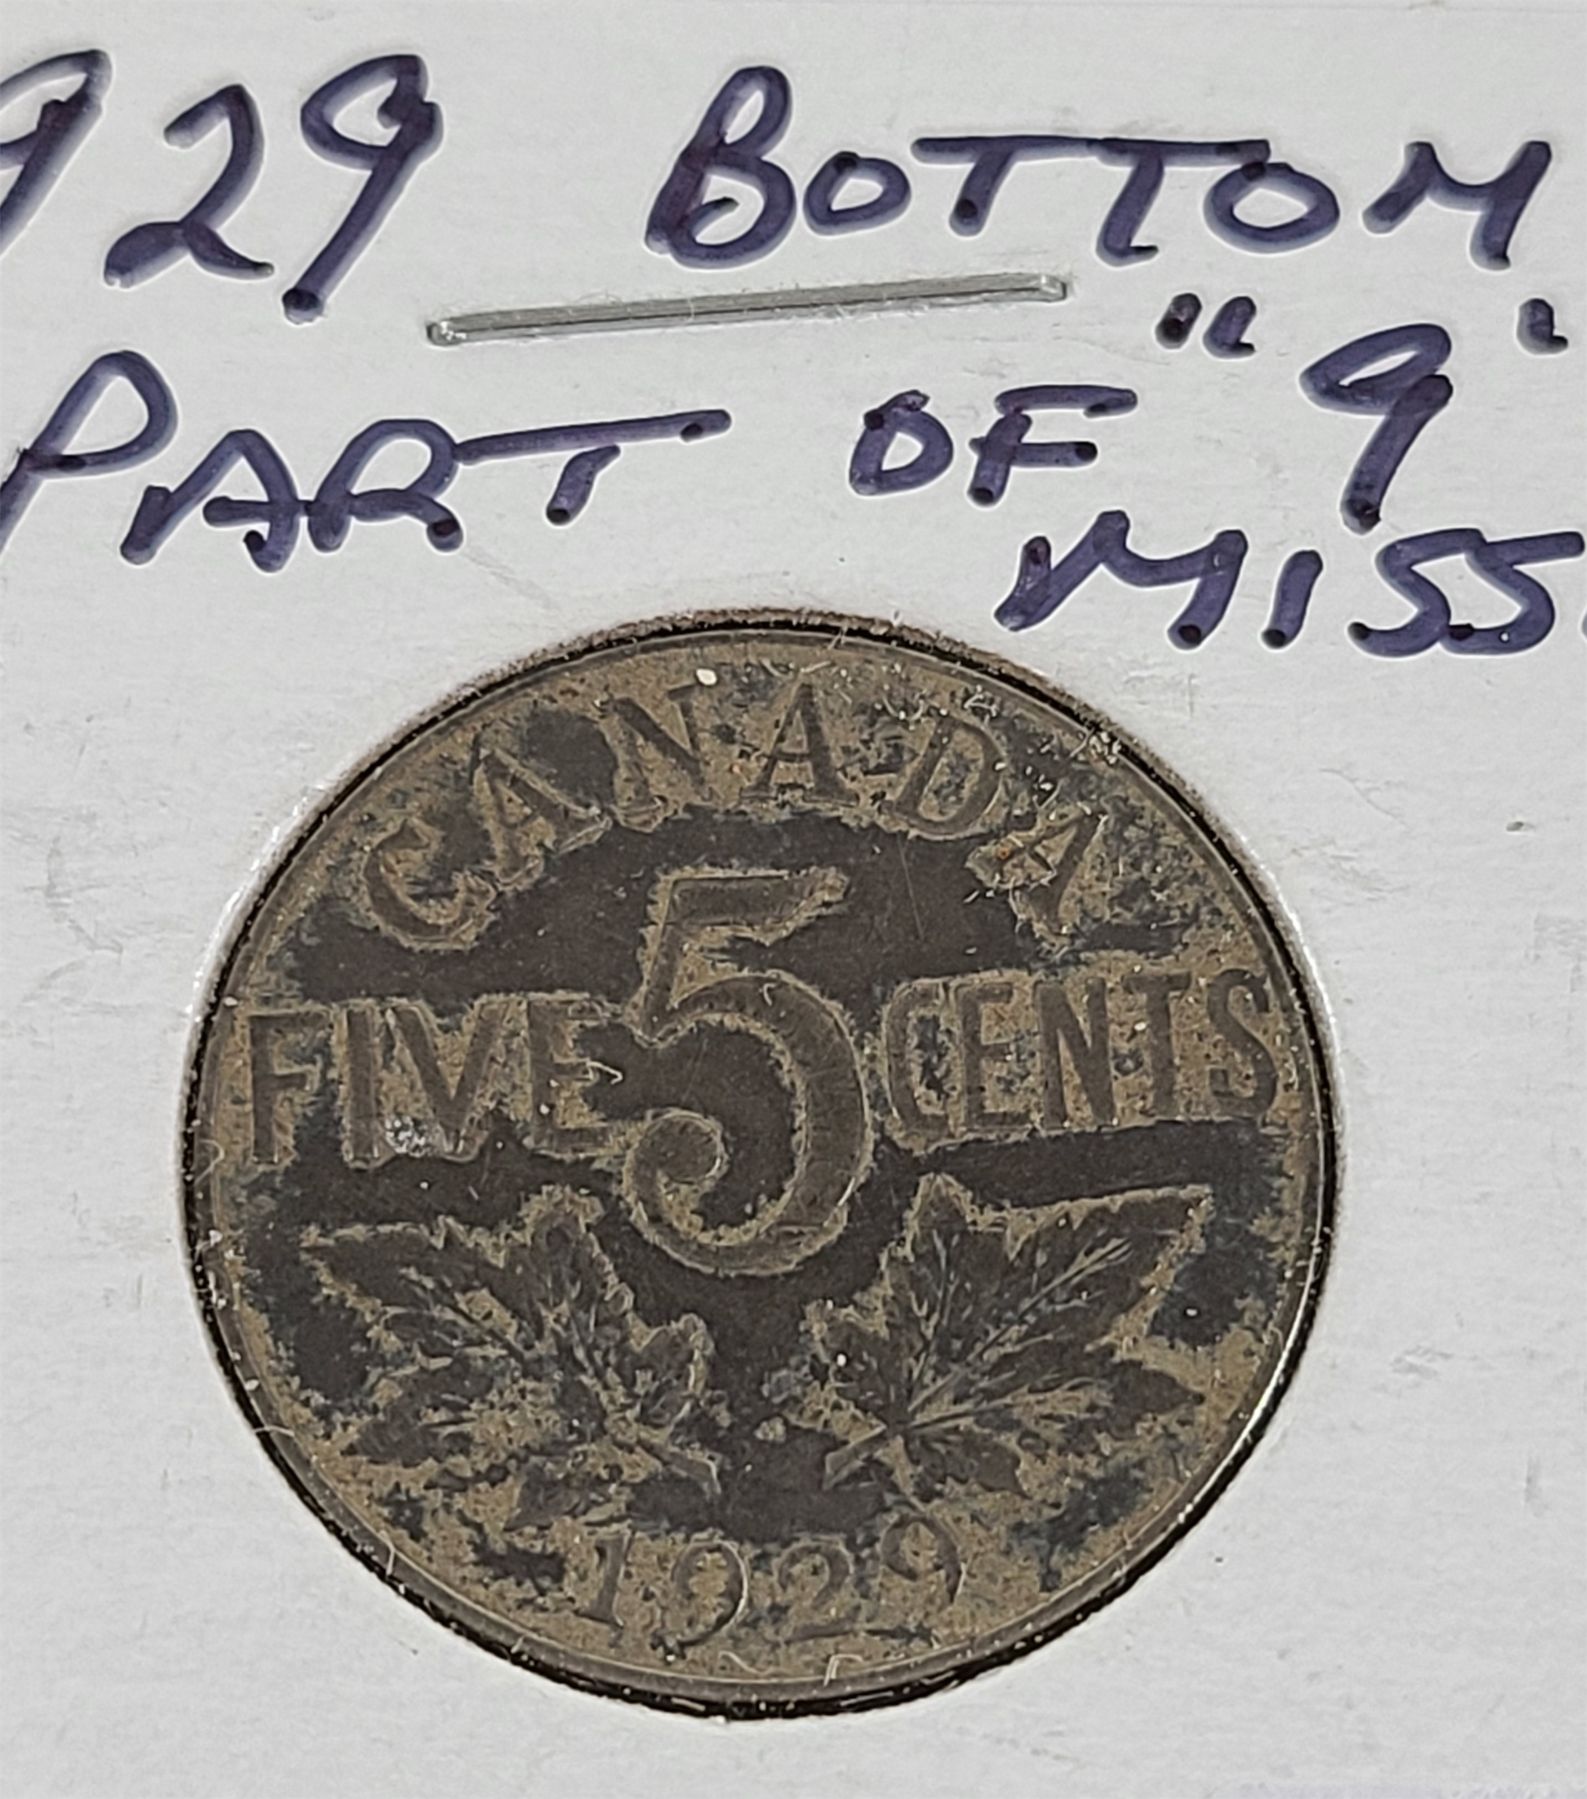 929 BOTTOM
PART OF "9"
MISS
CANADA
FIVE 5 CENTS
1929